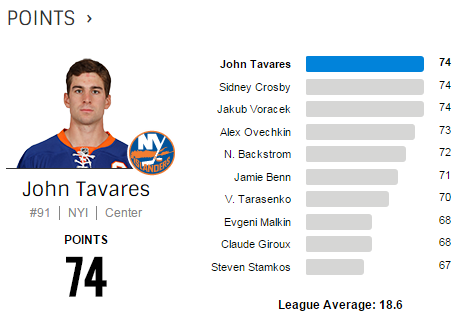 POINTS ›
NY
ISLANDERS
John Tavares
#91 | NYI | Center
POINTS
74
John Tavares 74
Sidney Crosby 74
Jakub Voracek 74
Alex Ovechkin 73
N. Backstrom 72
Jamie Benn 71
V. Tarasenko 70
Evgeni Malkin 68
Claude Giroux 68
Steven Stamkos 67
League Average: 18.6